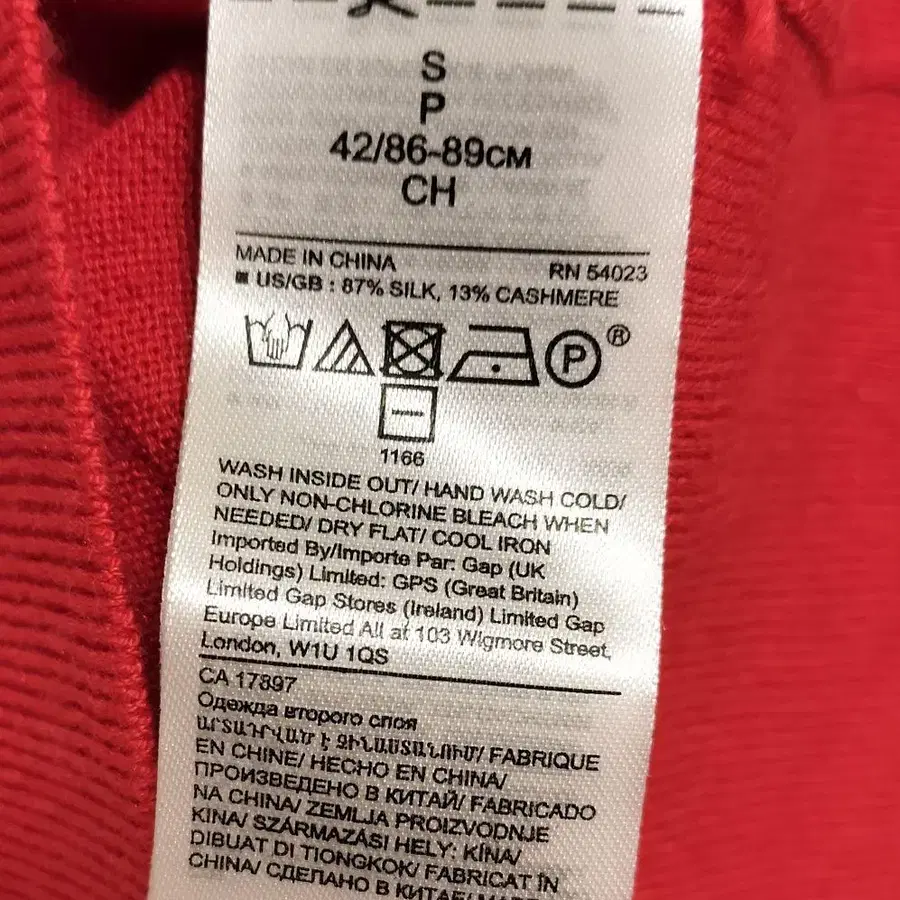 S
P
42/86-89CM
CH
MADE IN CHINA RN 54023
US/GB : 87% SILK, 13% CASHMERE
P ®
1166
WASH INSIDE OUT/ HAND WASH COLD/
ONLY NON-CHLORINE BLEACH WHEN
NEEDED/ DRY FLAT/ COOL IRON
Imported By/Importe Par: Gap (UK
Holdings) Limited: GPS (Great Britain)
Limited Gap Stores (Ireland) Limited Gap
Europe Limited All at 103 Wigmore Street,
London, W1U 1QS
CA 17897
Одежда второго слоя
ԱՐՏԱԴՐՎԱԾ Է ՉԻՆԱՍՏԱՆՈՒՄ/ FABRIQUE
EN CHINE/ HECHO EN CHINA/
ПРОИЗВЕДЕНО В КИТАЙ/ FABRICADO
NA CHINA/ ZEMLJA PROIZVODNJE
KINA/ SZÁRMAZÁSI HELY: KÍNA/
DIBUAT DI TIONGKOK/ FABRICAT ÎN
CHINA/ СДЕЛАНО В КИТАЕ/